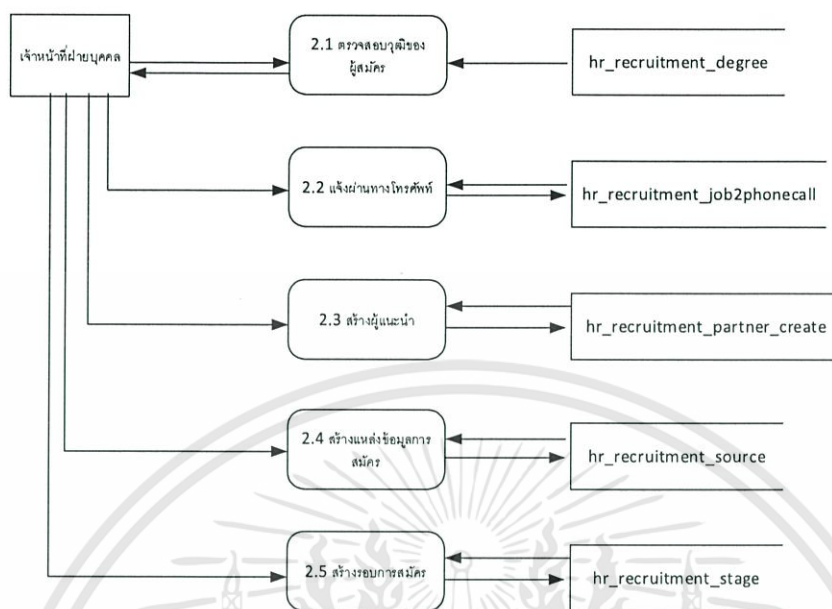 เจ้าหน้าที่ฝ่ายบุคคล
2.1 ตรวจสอบวุฒิของ
ผู้สมัคร
hr_recruitment_degree
2.2 แจ้งผ่านทางโทรศัพท์
hr_recruitment_job2phonecall
2.3 สร้างผู้แนะนำ
hr_recruitment_partner_create
2.4 สร้างแหล่งข้อมูลการ
สมัคร
hr_recruitment_source
2.5 สร้างรอบการสมัคร
hr_recruitment_stage